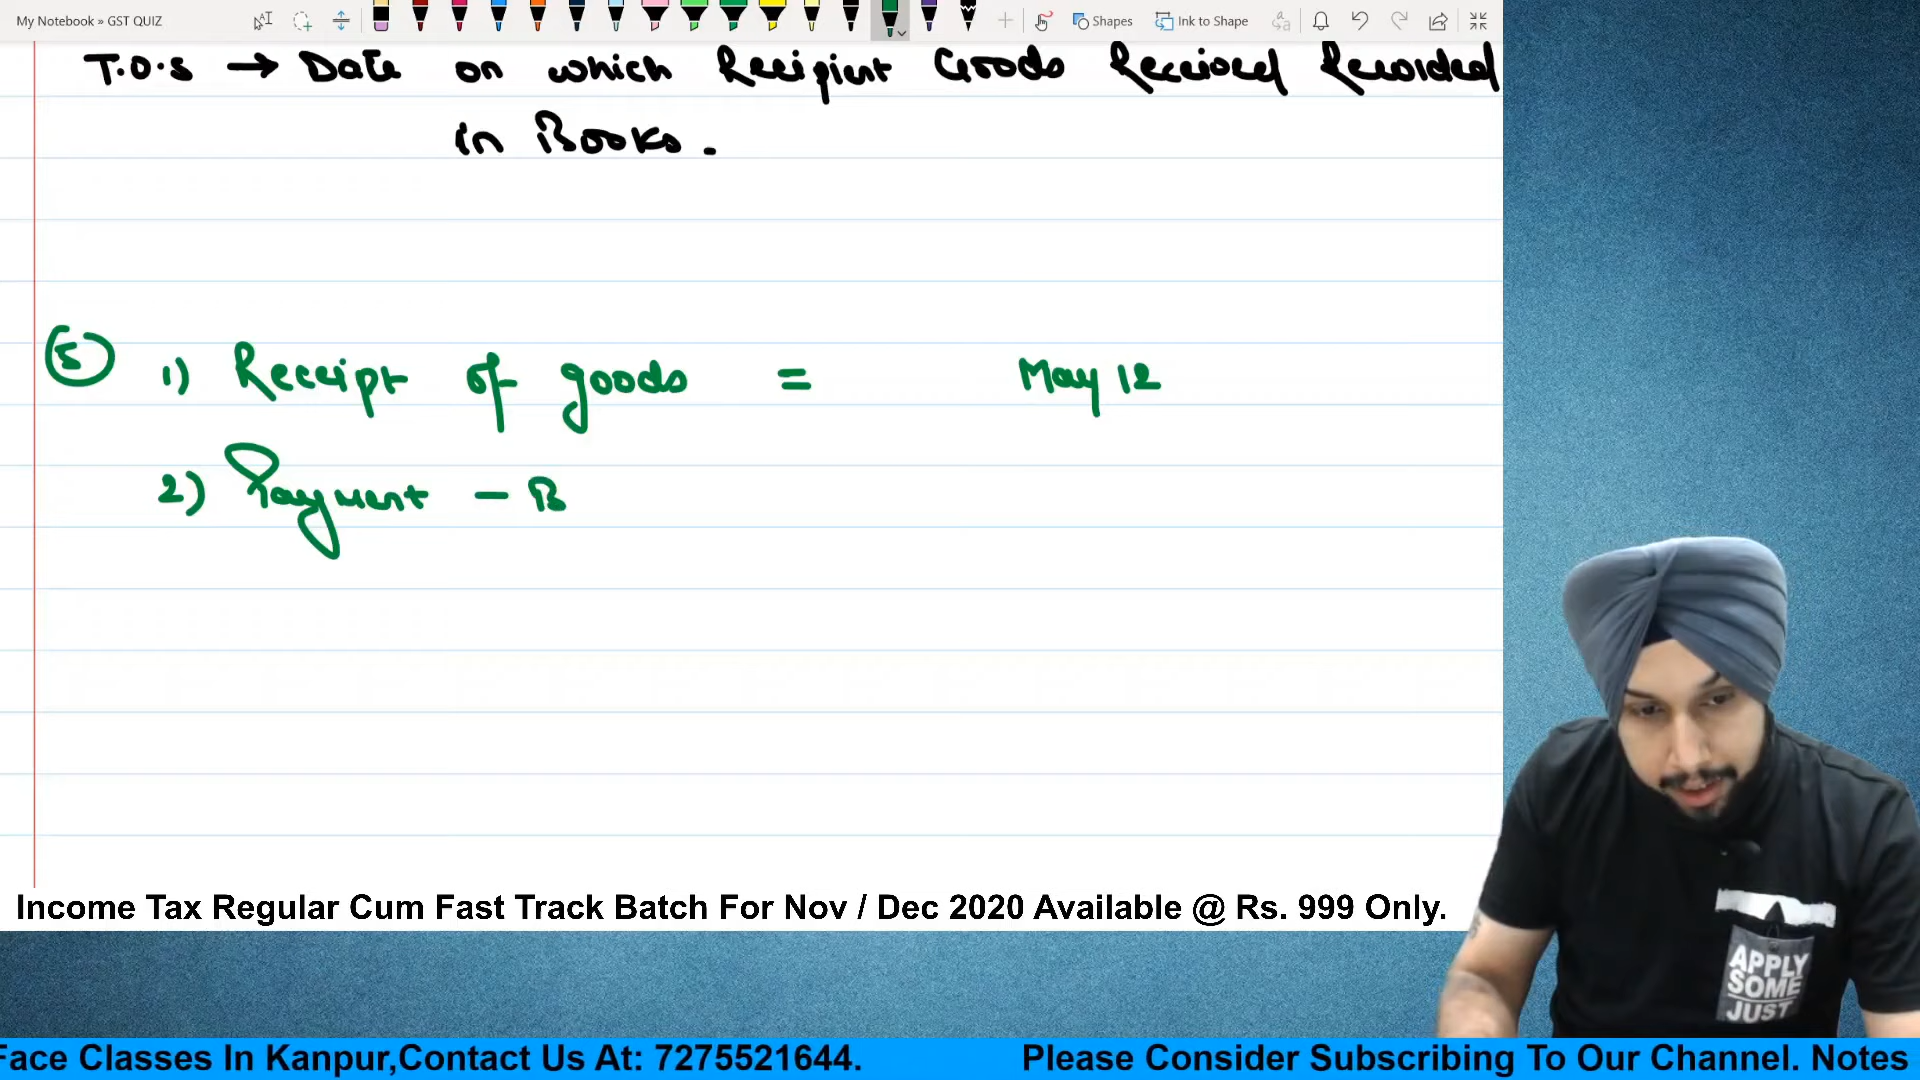 My Notebook » GST QUIZ
Shapes
Ink to Shape
T.O.S → Date on which Recipient Goods Received Recorded
in Books.
5 1) Receipt of goods = May 12
2) Payment - B
Income Tax Regular Cum Fast Track Batch For Nov / Dec 2020 Available @ Rs. 999 Only.
APPLY
SOME
JUST
Face Classes In Kanpur,Contact Us At: 7275521644. Please Consider Subscribing To Our Channel. Notes